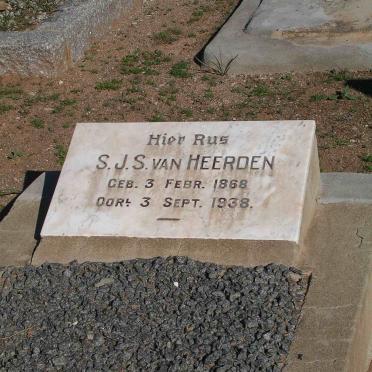 Hier Rus
S.J.S. van Heerden
Geb. 3 Febr. 1868.
Oorl. 3 Sept. 1938.